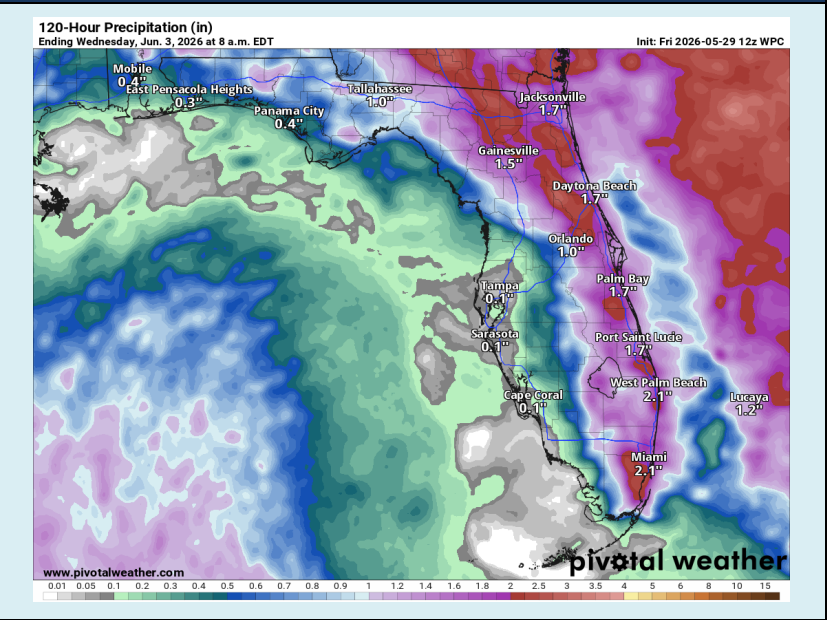 120-Hour Precipitation (in)
Ending Wednesday, Jun. 3, 2026 at 8 a.m. EDT
Init: Fri 2026-05-29 12z WPC
Mobile
0.4"
East Pensacola Heights
0.3"
Panama City
0.4"
Tallahassee
1.0"
Jacksonville
1.7"
Gainesville
1.5"
Daytona Beach
1.7"
Orlando
1.0"
Palm Bay
1.7"
Tampa
0.1"
Sarasota
0.1"
Port Saint Lucie
1.7"
West Palm Beach
2.1"
Cape Coral
0.1"
Lucaya
1.2"
Miami
2.1"
pivotal weather
www.pivotalweather.com
0.01 0.05 0.1 0.2 0.3 0.4 0.5 0.6 0.7 0.8 0.9 1 1.2 1.4 1.6 1.8 2 2.5 3 3.5 4 5 6 7 8 10 15